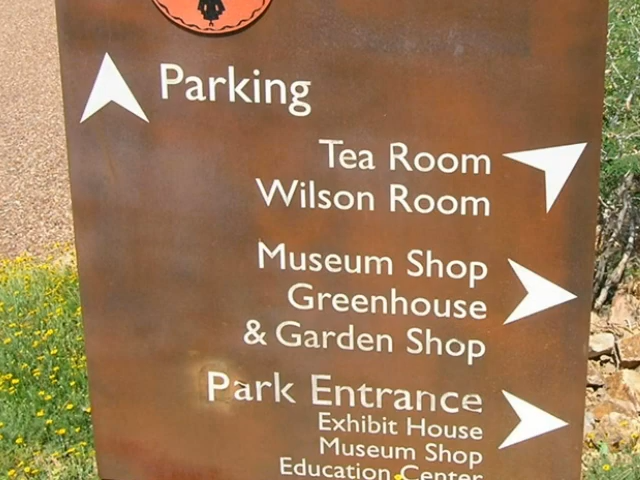 Parking
Tea Room
Wilson Room
Museum Shop
Greenhouse
& Garden Shop
Park Entrance
Exhibit House
Museum Shop
Education Center